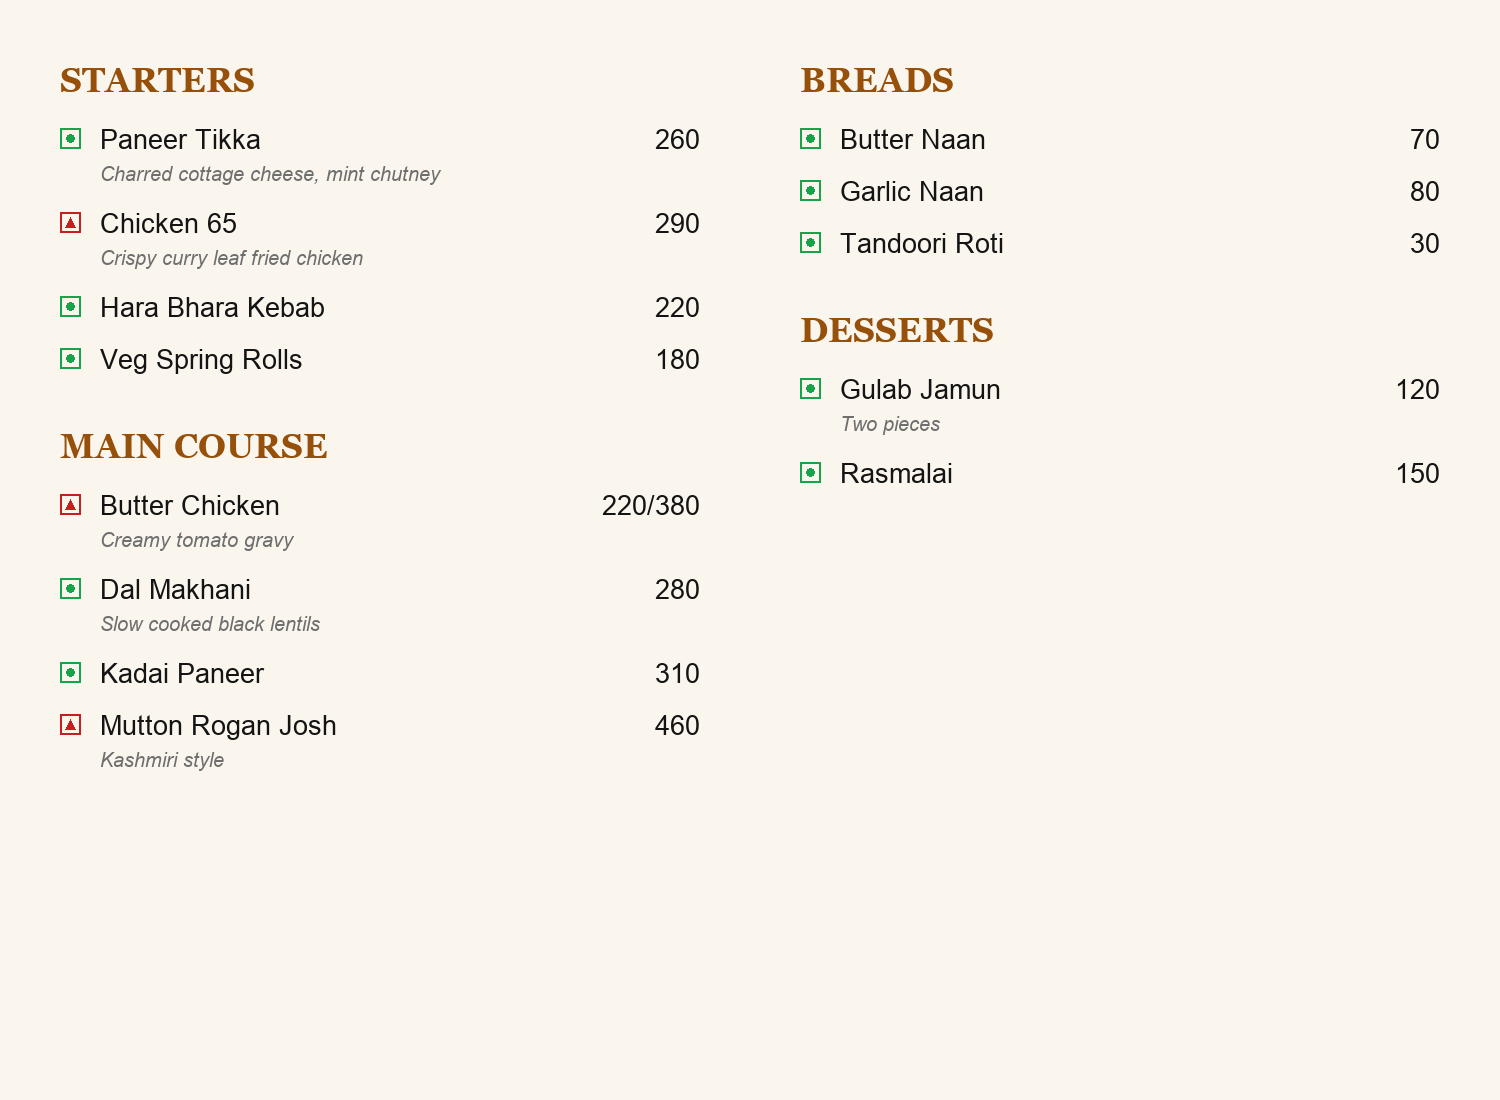 STARTERS
Paneer Tikka 260
Charred cottage cheese, mint chutney
Chicken 65 290
Crispy curry leaf fried chicken
Hara Bhara Kebab 220
Veg Spring Rolls 180
MAIN COURSE
Butter Chicken 220/380
Creamy tomato gravy
Dal Makhani 280
Slow cooked black lentils
Kadai Paneer 310
Mutton Rogan Josh 460
Kashmiri style
BREADS
Butter Naan 70
Garlic Naan 80
Tandoori Roti 30
DESSERTS
Gulab Jamun 120
Two pieces
Rasmalai 150